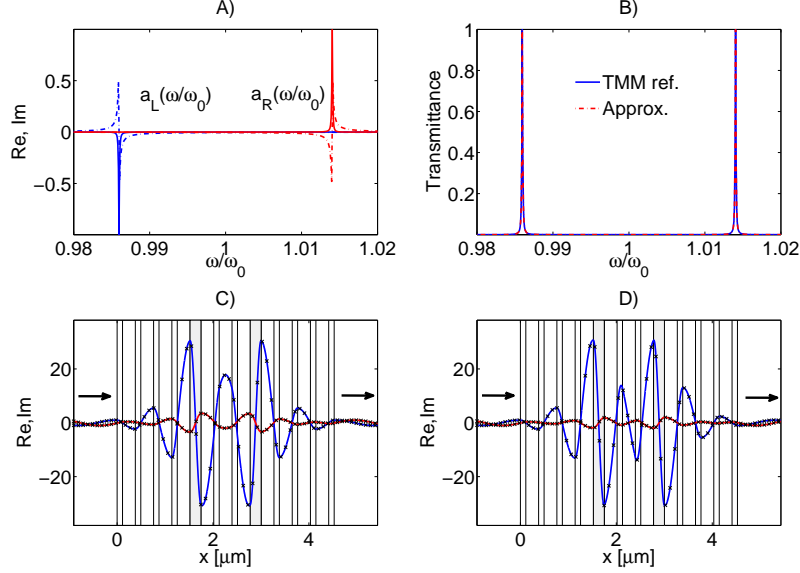 A)
B)
Re, Im
0.5
0
−0.5
a_L(ω/ω_0)
a_R(ω/ω_0)
0.98
0.99
1
1.01
1.02
ω/ω_0
Transmittance
1
0.8
0.6
0.4
0.2
TMM ref.
Approx.
0.98
0.99
1
1.01
1.02
ω/ω_0
C)
D)
Re,Im
20
0
−20
0
2
4
x [μm]
Re, Im
20
0
−20
0
2
4
x [μm]